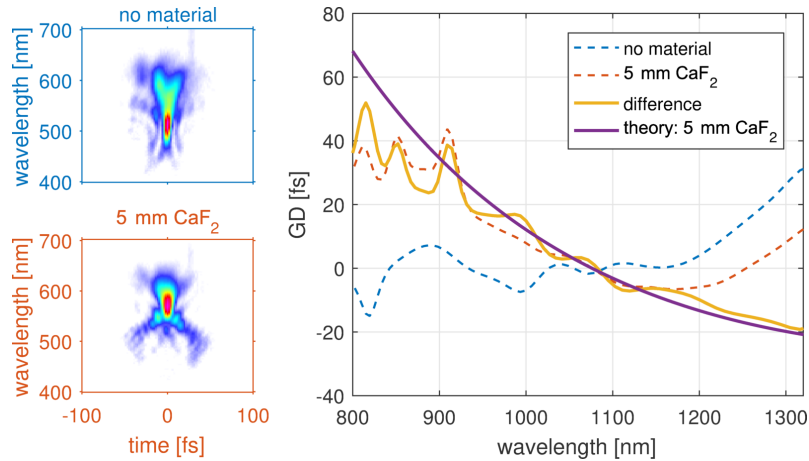 no material
wavelength [nm]
700
600
500
400
5 mm CaF₂
wavelength [nm]
700
600
500
400
-100
0
100
time [fs]
GD [fs]
80
60
40
20
0
-20
-40
800
900
1000
1100
1200
1300
wavelength [nm]
no material
5 mm CaF₂
difference
theory: 5 mm CaF₂